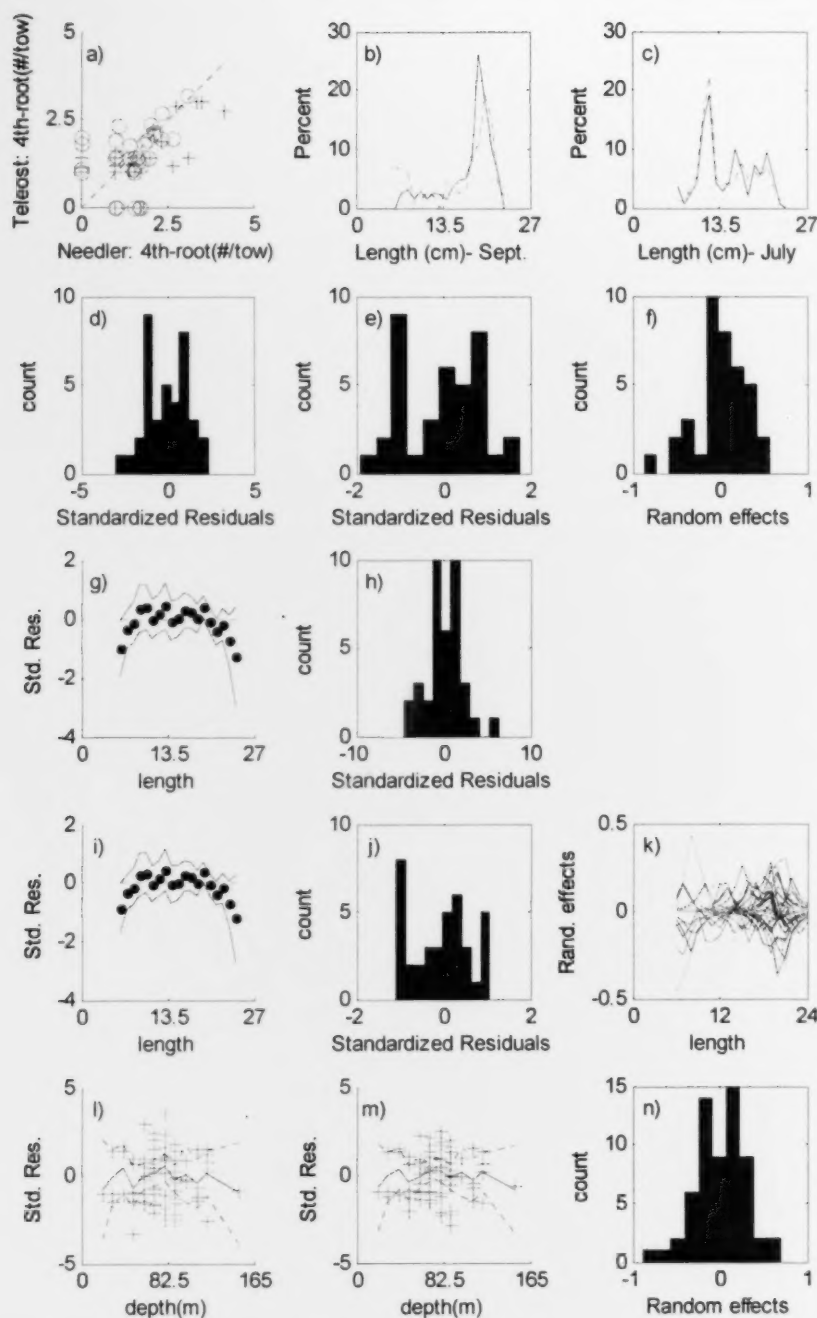 a)
Teleost: 4th-root(#/tow)
5
2.5
0
0 2.5 5
Needler: 4th-root(#/tow)
b)
Percent
30
20
10
0
0 13.5 27
Length (cm)- Sept.
c)
Percent
30
20
10
0
0 13.5 27
Length (cm)- July
d)
count
10
5
0
-5 0 5
Standardized Residuals
e)
count
10
5
0
-2 0 2
Standardized Residuals
f)
count
10
5
0
-1 0 1
Random effects
g)
Std. Res.
2
0
-2
-4
0 13.5 27
length
h)
count
10
5
0
-10 0 10
Standardized Residuals
i)
Std. Res.
2
0
-2
-4
0 13.5 27
length
j)
count
10
5
0
-2 0 2
Standardized Residuals
k)
Rand. effects
0.5
0
-0.5
0 12 24
length
l)
Std. Res.
5
0
-5
0 82.5 165
depth(m)
m)
Std. Res.
5
0
-5
0 82.5 165
depth(m)
n)
count
15
10
5
0
-1 0 1
Random effects